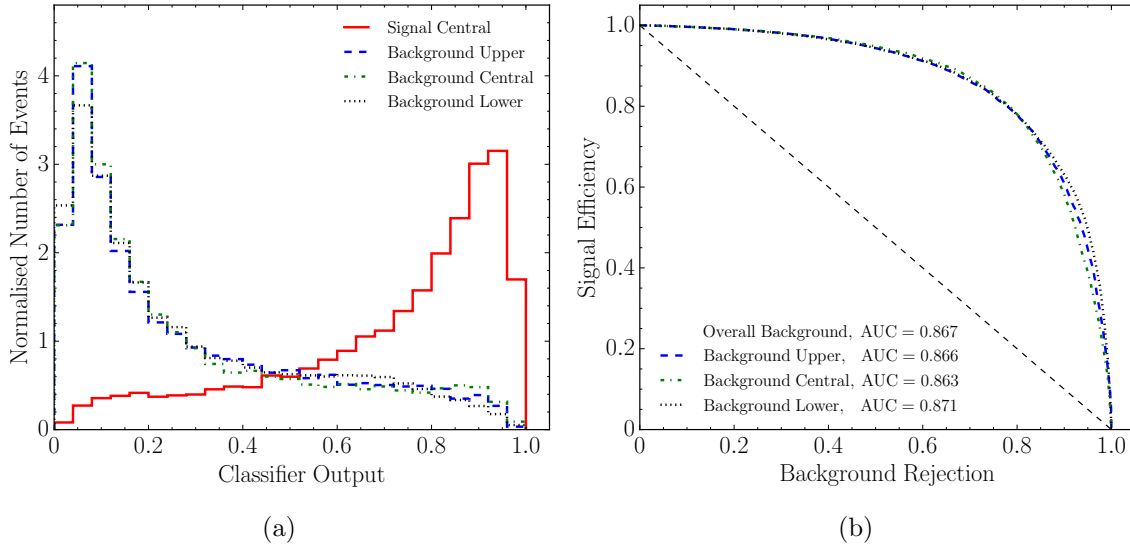 Normalised Number of Events
4
3
2
1
0
Signal Central
Background Upper
Background Central
Background Lower
0.2 0.4 0.6 0.8 1.0
Classifier Output
(a)
Signal Efficiency
1.0
0.8
0.6
0.4
0.2
0
Overall Background, AUC = 0.867
Background Upper, AUC = 0.866
Background Central, AUC = 0.863
Background Lower, AUC = 0.871
0.2 0.4 0.6 0.8 1.0
Background Rejection
(b)